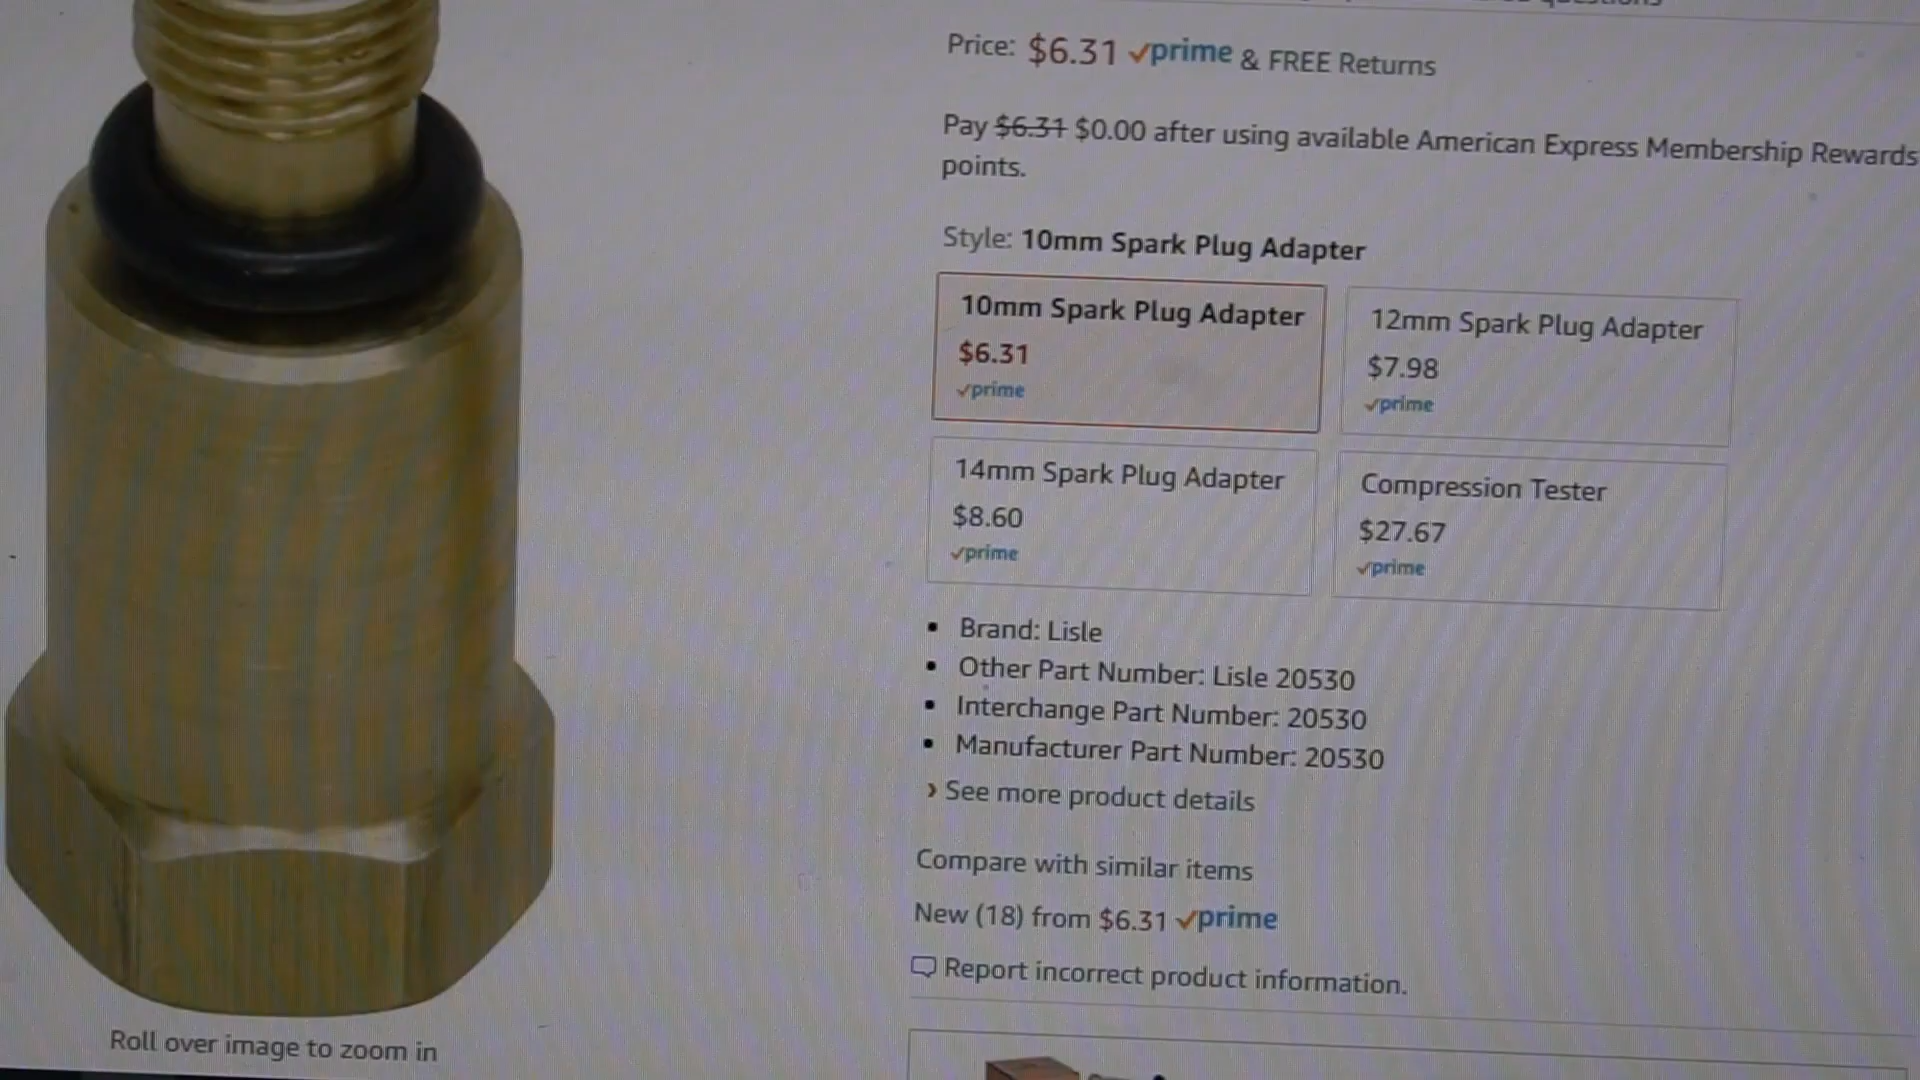 Price: $6.31 prime & FREE Returns
Pay $6.31 $0.00 after using available American Express Membership Rewards
points.
Style: 10mm Spark Plug Adapter
10mm Spark Plug Adapter
$6.31
prime
12mm Spark Plug Adapter
$7.98
prime
14mm Spark Plug Adapter
$8.60
prime
Compression Tester
$27.67
prime
• Brand: Lisle
• Other Part Number: Lisle 20530
• Interchange Part Number: 20530
• Manufacturer Part Number: 20530
› See more product details
Compare with similar items
New (18) from $6.31 prime
Report incorrect product information.
Roll over image to zoom in